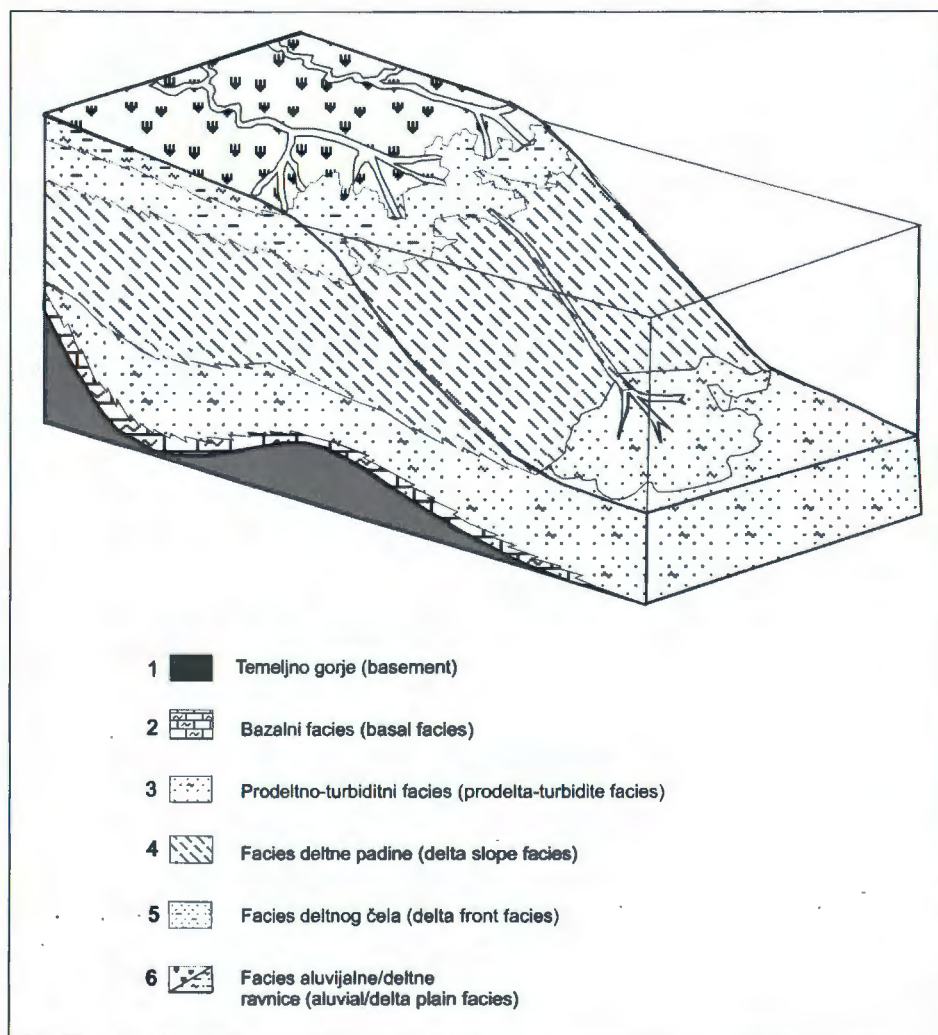 1 Temeljno gorje (basement)
2 Bazalni facies (basal facies)
3 Prodeltno-turbiditni facies (prodelta-turbidite facies)
4 Facies deltne padine (delta slope facies)
5 Facies deltnog čela (delta front facies)
6 Facies aluvijalne/deltne
ravnice (aluvial/delta plain facies)